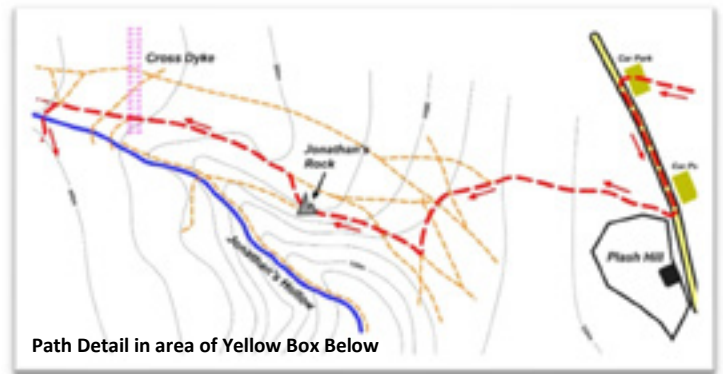 Cross Dyke
Car Park
Jonathan's
Rock
Car Pa
Plash Hill
Jonathan's Hollow
Path Detail in area of Yellow Box Below